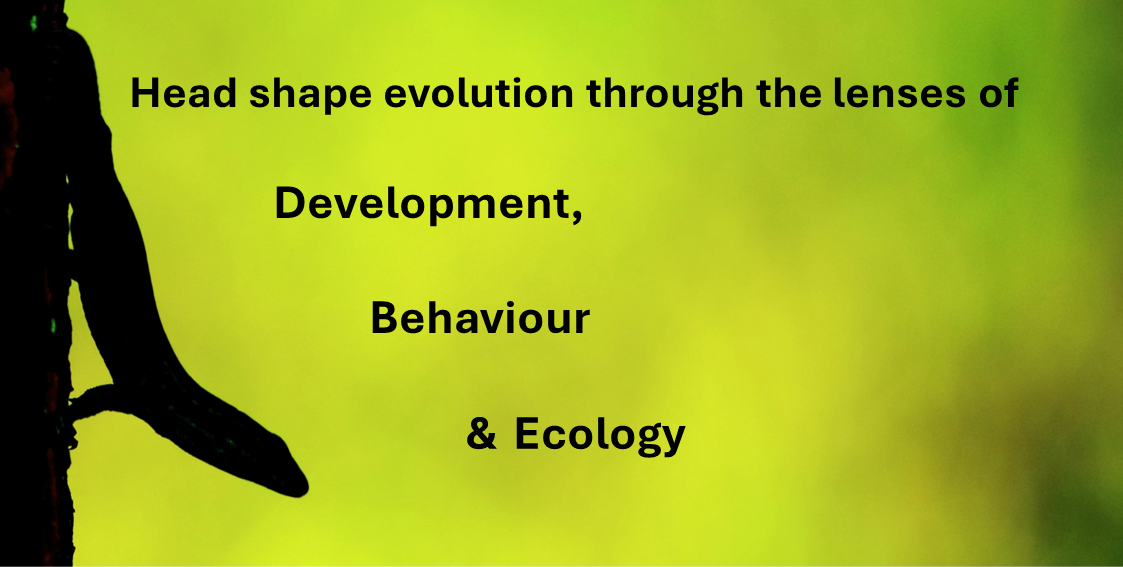 Head shape evolution through the lenses of
Development,
Behaviour
& Ecology